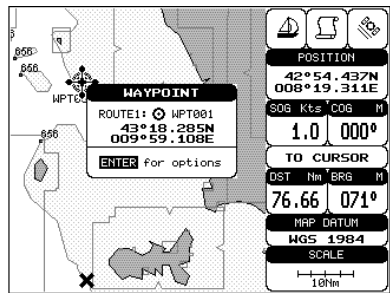 656
656
WPT0
656
WAYPOINT
ROUTE1: WPT001
43°18.285N
009°59.108E
ENTER for options
POSITION
42°54.437N
008°19.311E
SOG Kts COG M
1.0 000°
TO CURSOR
DST Nm BRG M
76.66 071°
MAP DATUM
WGS 1984
SCALE
10Nm